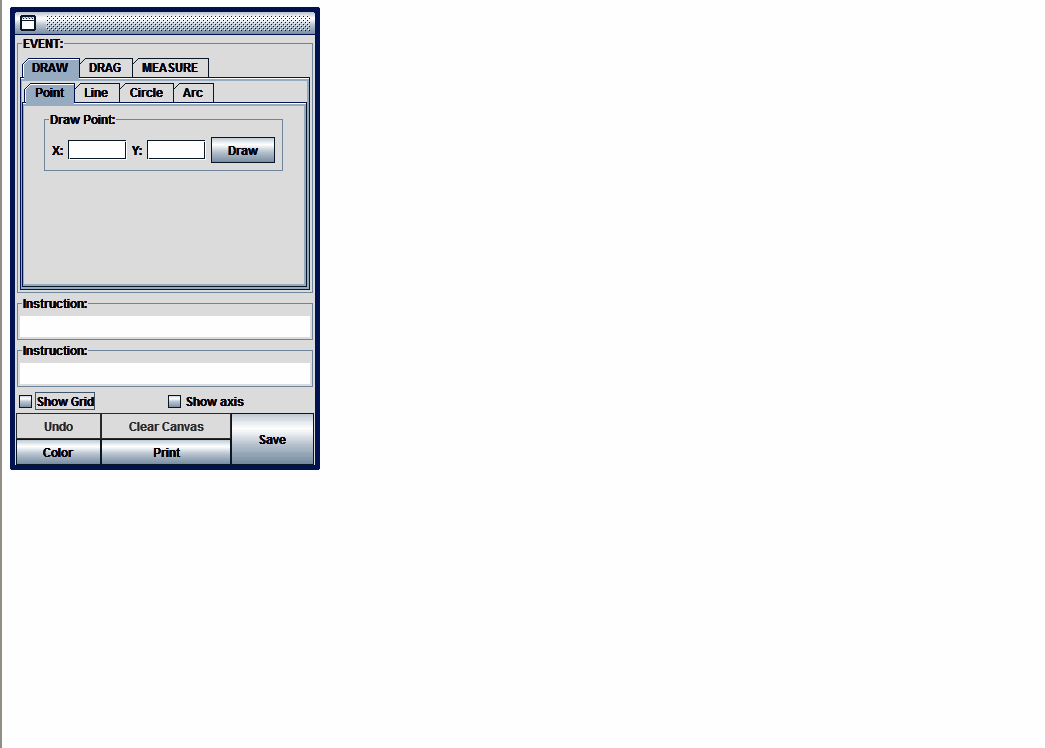 EVENT:
DRAW DRAG MEASURE
Point Line Circle Arc
Draw Point:
X: Y: Draw
Instruction:
Instruction:
Show Grid Show axis
Undo Clear Canvas Save
Color Print